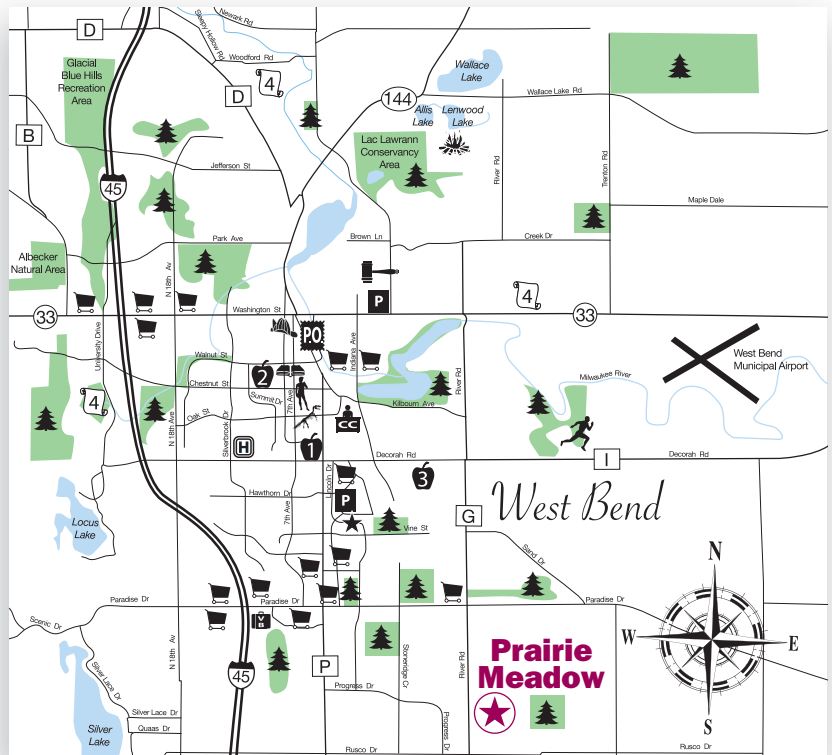 D
Newark Rd
Sleepy Hollow Rd
Woodford Rd
Glacial
Blue Hills
Recreation
Area
4
D
144
Wallace
Lake
Wallace Lake Rd
Allis
Lake
Lenwood
Lake
B
Lac Lawrann
Conservancy
Area
Jefferson St
River Rd
Trenton Rd
45
Maple Dale
Park Ave
Brown Ln
Creek Dr
Albecker
Natural Area
N 18th Av
P
4
33
Washington St
33
P.O.
University Drive
Indiana Ave
Walnut St
West Bend
Municipal Airport
2
Chestnut St
Milwaukee River
River Rd
Summit Dr
7th Ave
4
Kilbourn Ave
N 18th Ave
Oak St
Silverbrook Dr
CC
H
1
Decorah Rd
I
Decorah Rd
Lincoln Dr
3
Hawthorn Dr
P
West Bend
7th Ave
G
Locus
Lake
Vine St
Sand Dr
N
Paradise Dr
Paradise Dr
Paradise Dr
Scenic Dr
VB
W
E
N 18th Av
Prairie
Meadow
Silver Lace Dr
45
P
Stoneridge Cr
River Rd
Progress Dr
S
Silver Lace Dr
Quaas Dr
Progress Dr
Silver
Lake
Rusco Dr
Rusco Dr